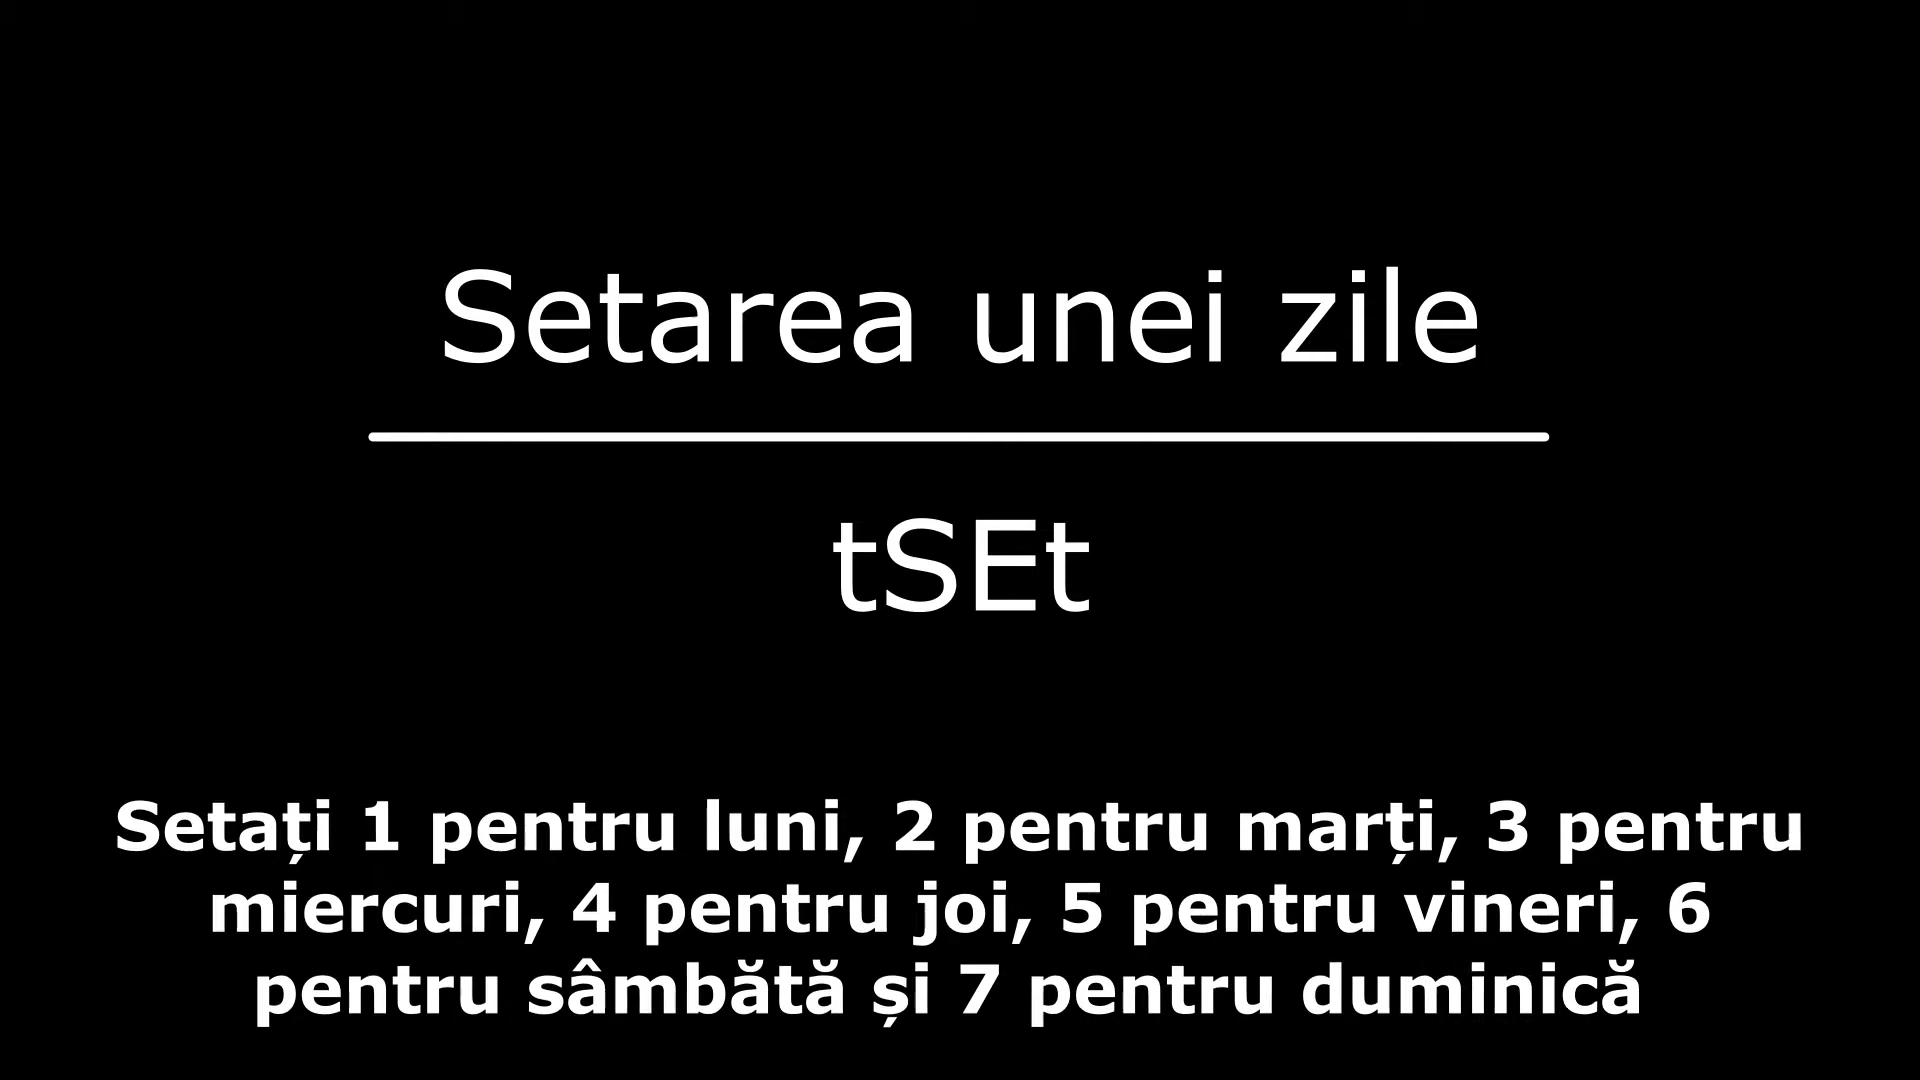 Setarea unei zile
tSEt
Setați 1 pentru luni, 2 pentru marți, 3 pentru
miercuri, 4 pentru joi, 5 pentru vineri, 6
pentru sâmbătă și 7 pentru duminică